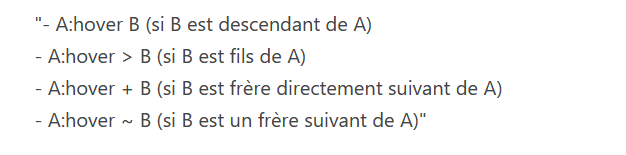 "- A:hover B (si B est descendant de A)
- A:hover > B (si B est fils de A)
- A:hover + B (si B est frère directement suivant de A)
- A:hover ~ B (si B est un frère suivant de A)"